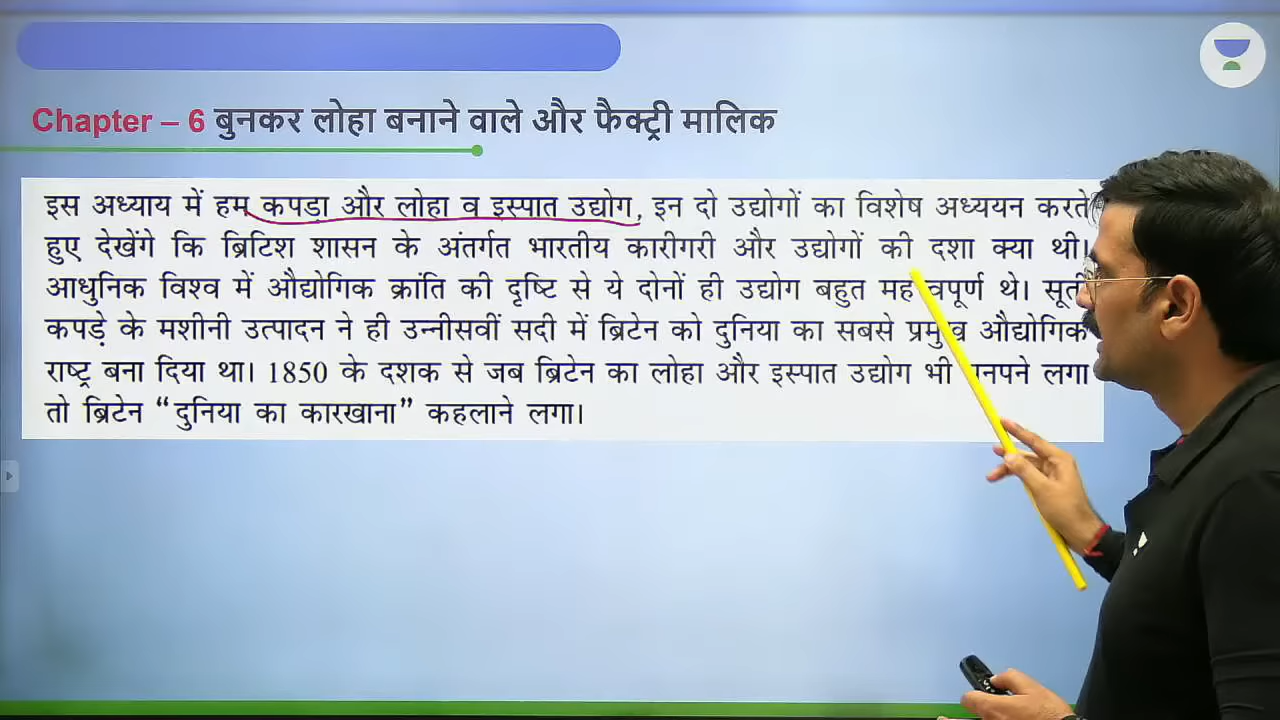 Chapter – 6 बुनकर लोहा बनाने वाले और फैक्ट्री मालिक
इस अध्याय में हम कपड़ा और लोहा व इस्पात उद्योग, इन दो उद्योगों का विशेष अध्ययन करते
हुए देखेंगे कि ब्रिटिश शासन के अंतर्गत भारतीय कारीगरी और उद्योगों की दशा क्या थी।
आधुनिक विश्व में औद्योगिक क्रांति की दृष्टि से ये दोनों ही उद्योग बहुत थे। सूती
कपड़े के मशीनी उत्पादन ने ही उन्नीसवीं सदी में ब्रिटेन को दुनिया का सबसे प्रमुख औद्योगिक
राष्ट्र बना दिया था। 1850 के दशक से जब ब्रिटेन का लोहा और इस्पात उद्योग भी लगा
तो ब्रिटेन “दुनिया का कारखाना” कहलाने लगा।